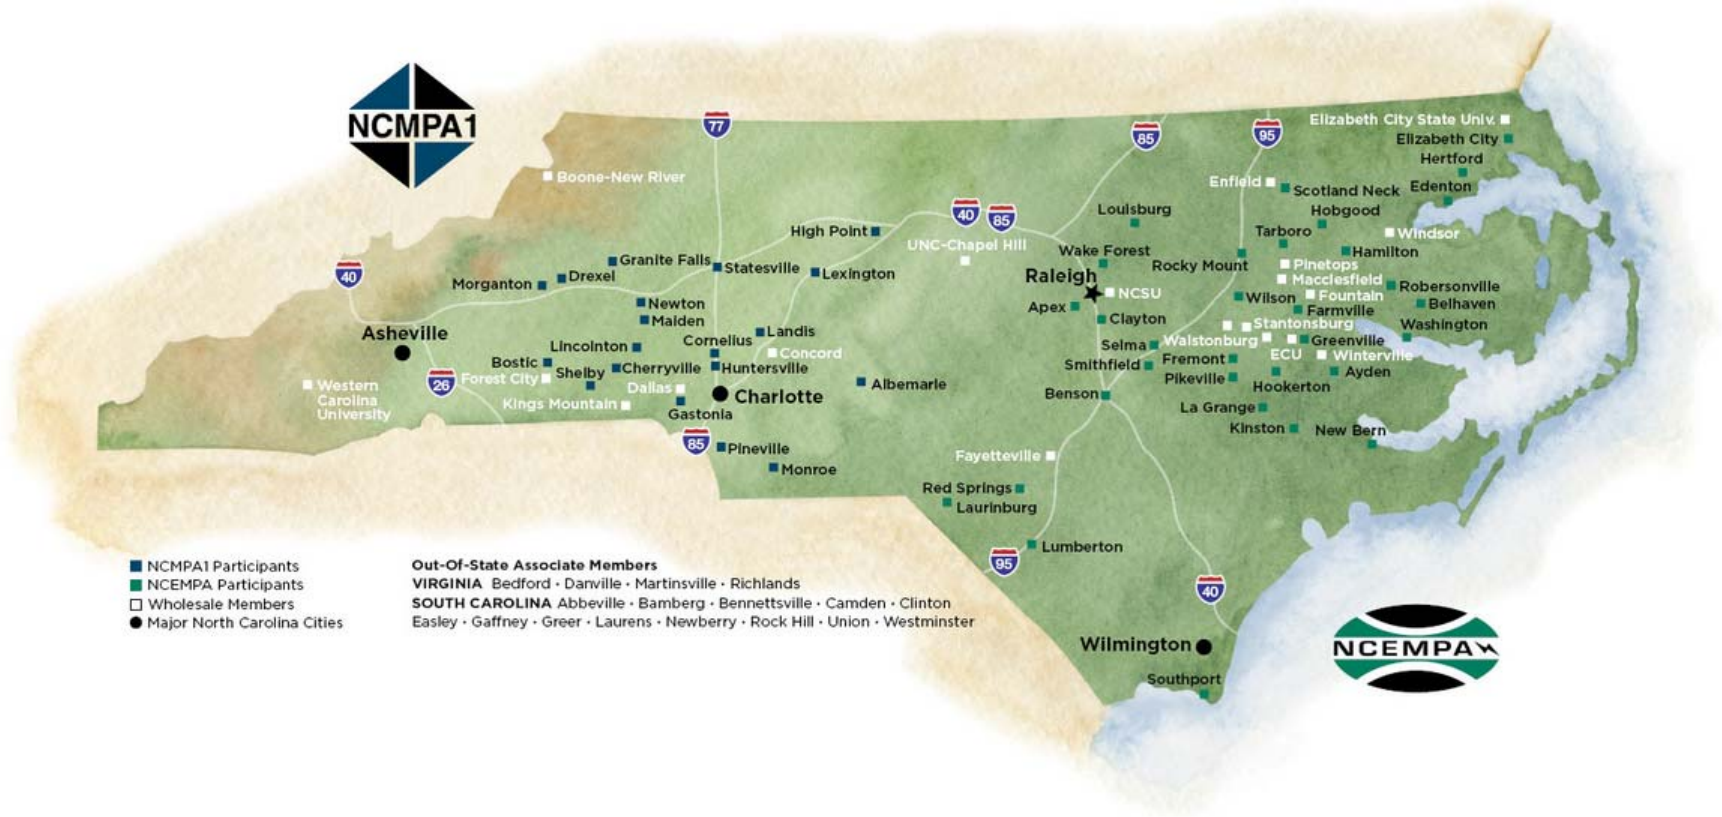 NCMPA1
77
85
95
Elizabeth City State Univ.
Elizabeth City
Hertford
Boone-New River
Enfield
Scotland Neck
Edenton
40
85
Louisburg
Hobgood
High Point
Tarboro
Windsor
UNC-Chapel Hill
Wake Forest
Hamilton
40
Granite Falls
Statesville
Lexington
Raleigh
Rocky Mount
Pinetops
Morganton
Drexel
Macclesfield
Robersonville
NCSU
Wilson
Fountain
Newton
Apex
Belhaven
Maiden
Clayton
Farmville
Asheville
Landis
Stantonsburg
Washington
Lincolnton
Cornelius
Selma
Walstonburg
Greenville
Concord
ECU
Winterville
Bostic
Cherryville
Huntersville
Smithfield
Fremont
Shelby
Forest City
26
Albemarle
Pikeville
Ayden
Western
Carolina
University
Dallas
Hookerton
Kings Mountain
Charlotte
Benson
Gastonia
La Grange
85
Kinston
New Bern
Pineville
Monroe
Fayetteville
Red Springs
Laurinburg
Lumberton
95
40
NCMPA1 Participants
NCEMPA Participants
Wholesale Members
Major North Carolina Cities
Out-Of-State Associate Members
VIRGINIA Bedford · Danville · Martinsville · Richlands
SOUTH CAROLINA Abbeville · Bamberg · Bennettsville · Camden · Clinton
Easley · Gaffney · Greer · Laurens · Newberry · Rock Hill · Union · Westminster
Wilmington
NCEMPA
Southport